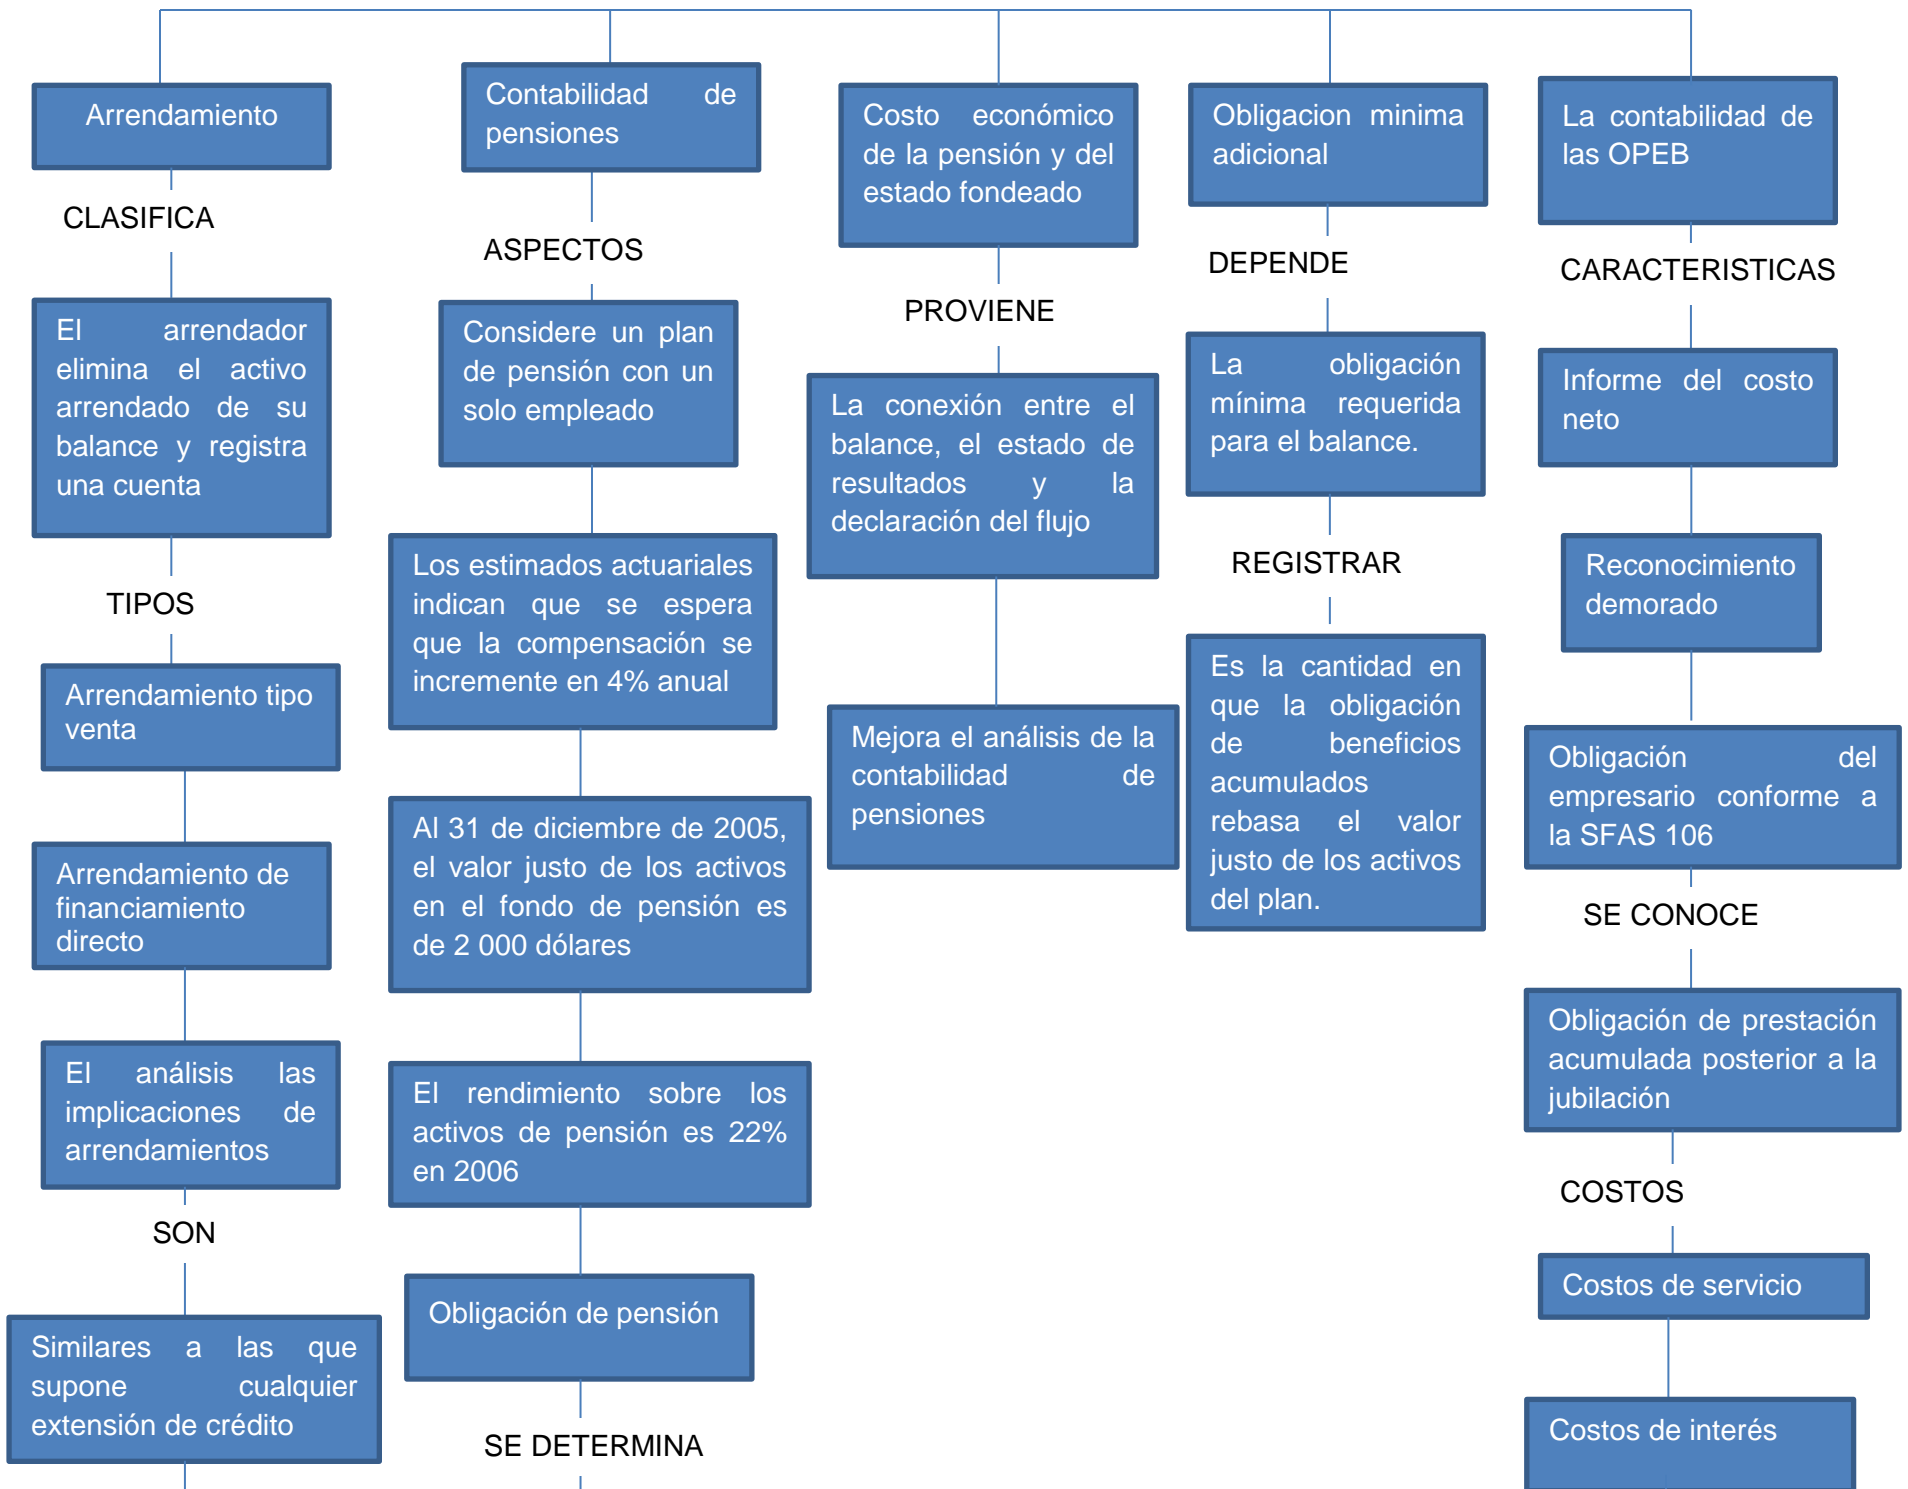 Arrendamiento
CLASIFICA
El arrendador
elimina el activo
arrendado de su
balance y registra
una cuenta
TIPOS
Arrendamiento tipo
venta
Arrendamiento de
financiamiento
directo
El análisis las
implicaciones de
arrendamientos
SON
Similares a las que
supone cualquier
extensión de crédito
Contabilidad de
pensiones
ASPECTOS
Considere un plan
de pensión con un
solo empleado
Los estimados actuariales
indican que se espera
que la compensación se
incremente en 4% anual
Al 31 de diciembre de 2005,
el valor justo de los activos
en el fondo de pensión es
de 2 000 dólares
El rendimiento sobre los
activos de pensión es 22%
en 2006
Obligación de pensión
SE DETERMINA
Costo económico
de la pensión y del
estado fondeado
PROVIENE
La conexión entre el
balance, el estado de
resultados y la
declaración del flujo
Mejora el análisis de la
contabilidad de
pensiones
Obligacion minima
adicional
DEPENDE
La obligación
mínima requerida
para el balance.
REGISTRAR
Es la cantidad en
que la obligación
de beneficios
acumulados
rebasa el valor
justo de los activos
del plan.
La contabilidad de
las OPEB
CARACTERISTICAS
Informe del costo
neto
Reconocimiento
demorado
Obligación del
empresario conforme a
la SFAS 106
SE CONOCE
Obligación de prestación
acumulada posterior a la
jubilación
COSTOS
Costos de servicio
Costos de interés